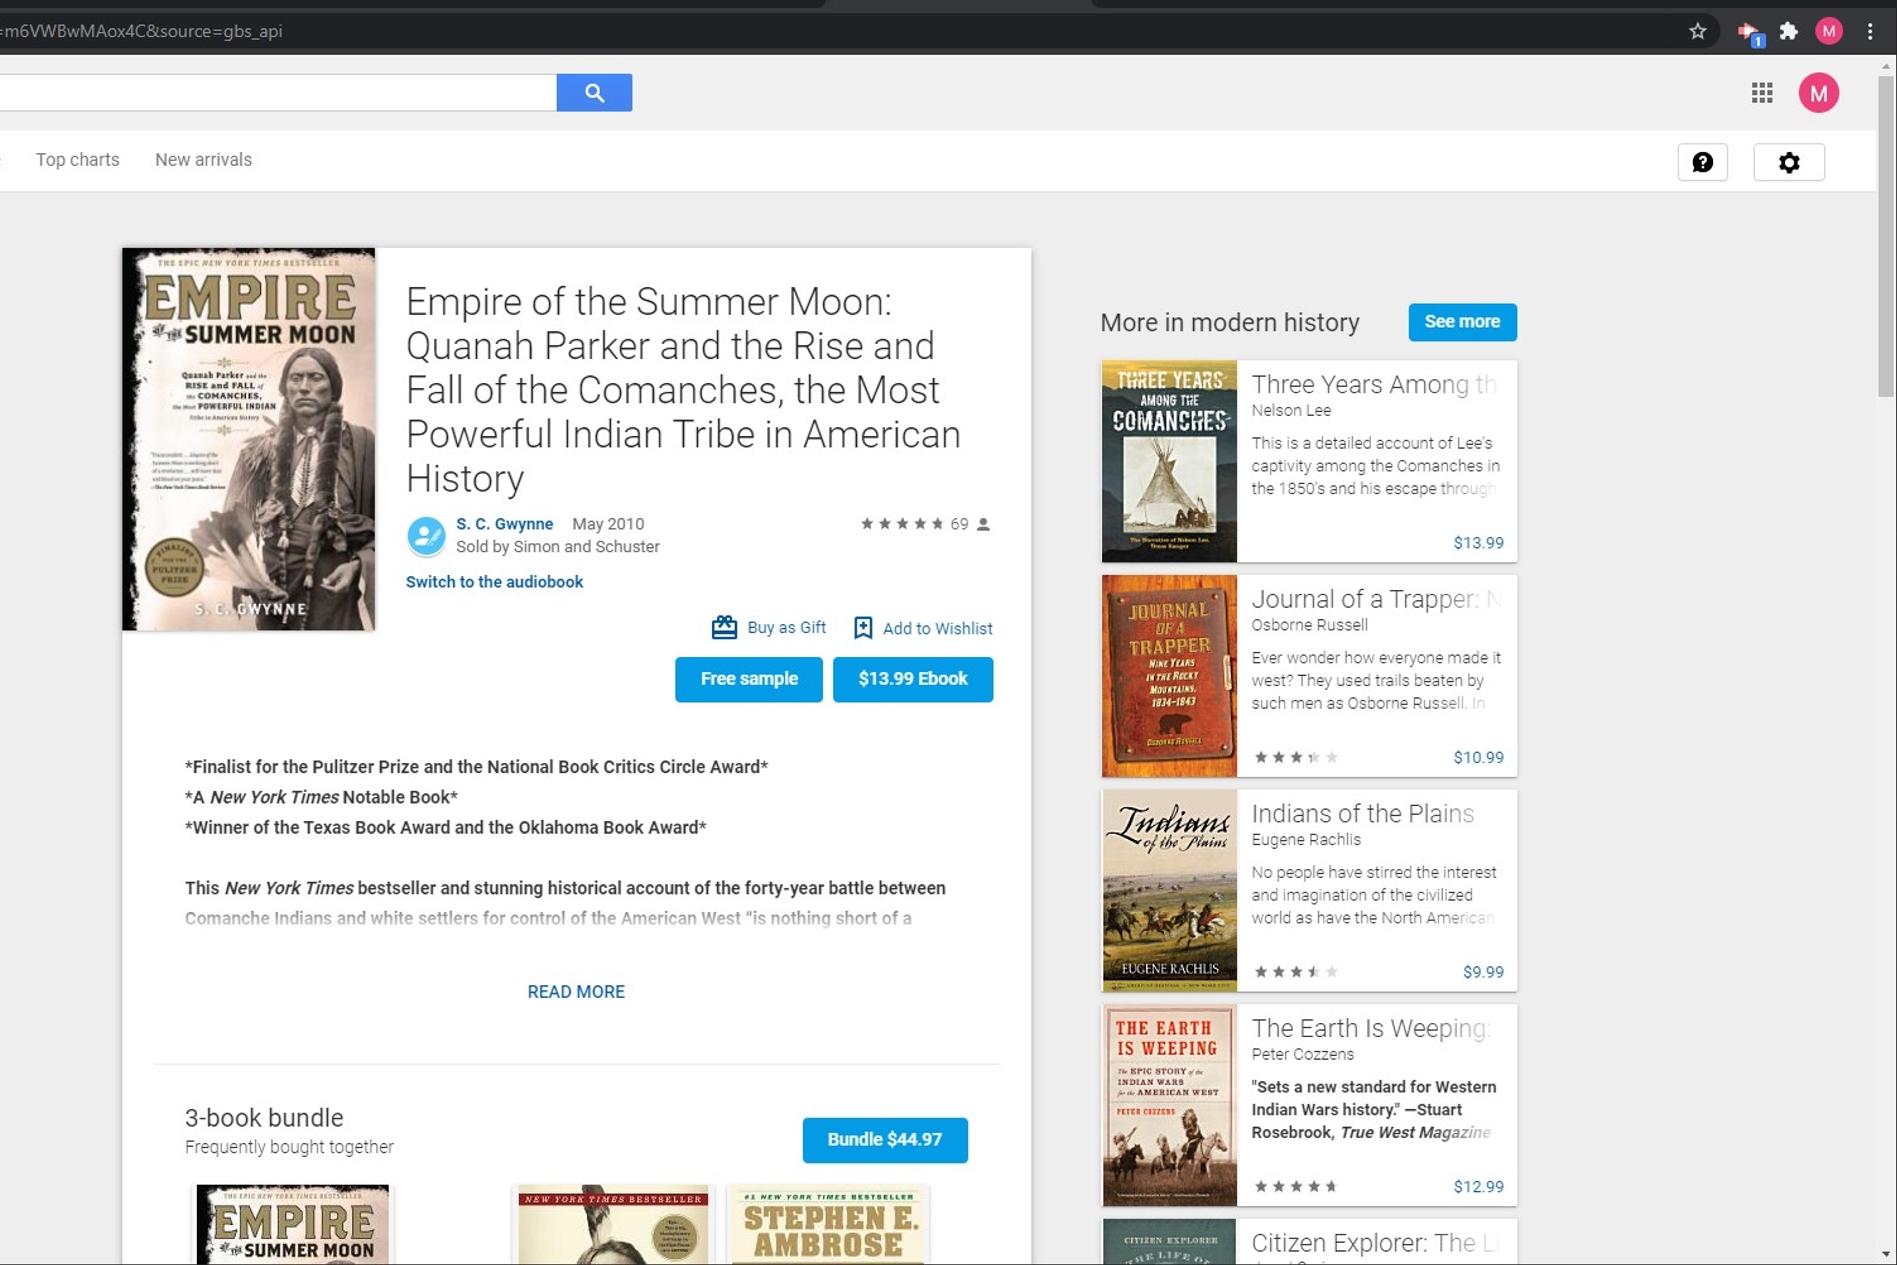 =m6VWBwMAox4C&source=gbs_api
1
M
M
Top charts
New arrivals
THE EPIC NEW YORK TIMES BESTSELLER
EMPIRE
OF THE SUMMER MOON
Quanah Parker and the
RISE and FALL of
the COMANCHES,
the Most POWERFUL INDIAN
Tribe in American History
FINALIST
FOR THE
PULITZER
PRIZE
S. C. GWYNNE
Empire of the Summer Moon:
Quanah Parker and the Rise and
Fall of the Comanches, the Most
Powerful Indian Tribe in American
History
S. C. Gwynne May 2010
69
Sold by Simon and Schuster
Switch to the audiobook
Buy as Gift
Add to Wishlist
Free sample
$13.99 Ebook
*Finalist for the Pulitzer Prize and the National Book Critics Circle Award*
*A New York Times Notable Book*
*Winner of the Texas Book Award and the Oklahoma Book Award*
This New York Times bestseller and stunning historical account of the forty-year battle between
Comanche Indians and white settlers for control of the American West “is nothing short of a
READ MORE
3-book bundle
Frequently bought together
Bundle $44.97
THE EPIC NEW YORK TIMES BESTSELLER
EMPIRE
OF THE SUMMER MOON
NEW YORK TIMES BESTSELLER
#1 NEW YORK TIMES BESTSELLER
STEPHEN E.
AMBROSE
More in modern history
See more
THREE YEARS
AMONG THE
COMANCHES
The Narrative of Nelson Lee,
Texas Ranger
Three Years Among th
Nelson Lee
This is a detailed account of Lee's
captivity among the Comanches in
the 1850's and his escape through
$13.99
JOURNAL
OF A
TRAPPER
NINE YEARS
IN THE ROCKY
MOUNTAINS,
1834-1843
OSBORNE RUSSELL
Journal of a Trapper: N
Osborne Russell
Ever wonder how everyone made it
west? They used trails beaten by
such men as Osborne Russell. In
$10.99
Indians
of the Plains
EUGENE RACHLIS
Indians of the Plains
Eugene Rachlis
No people have stirred the interest
and imagination of the civilized
world as have the North American
$9.99
THE EARTH
IS WEEPING
The EPIC STORY of the
INDIAN WARS
for the AMERICAN WEST
PETER COZZENS
The Earth Is Weeping:
Peter Cozzens
"Sets a new standard for Western
Indian Wars history." —Stuart
Rosebrook, True West Magazine
$12.99
CITIZEN EXPLORER
THE LIFE OF
Citizen Explorer: The Li